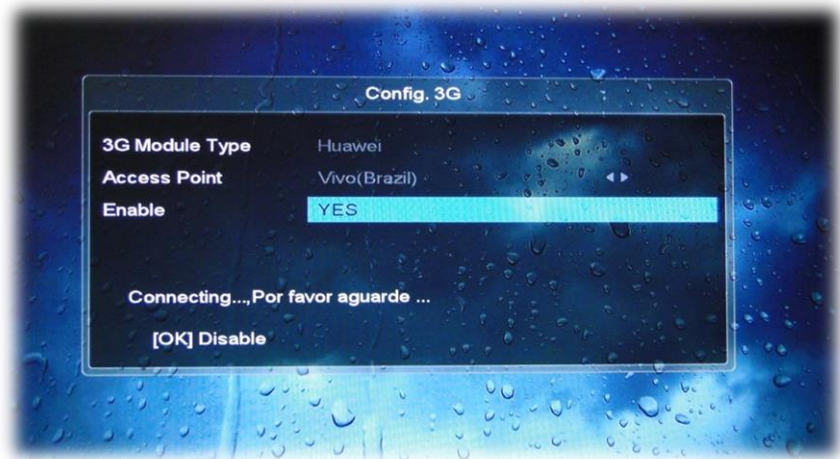 Config. 3G
3G Module Type Huawei
Access Point Vivo(Brazil)
Enable YES
Connecting...,Por favor aguarde ...
[OK] Disable